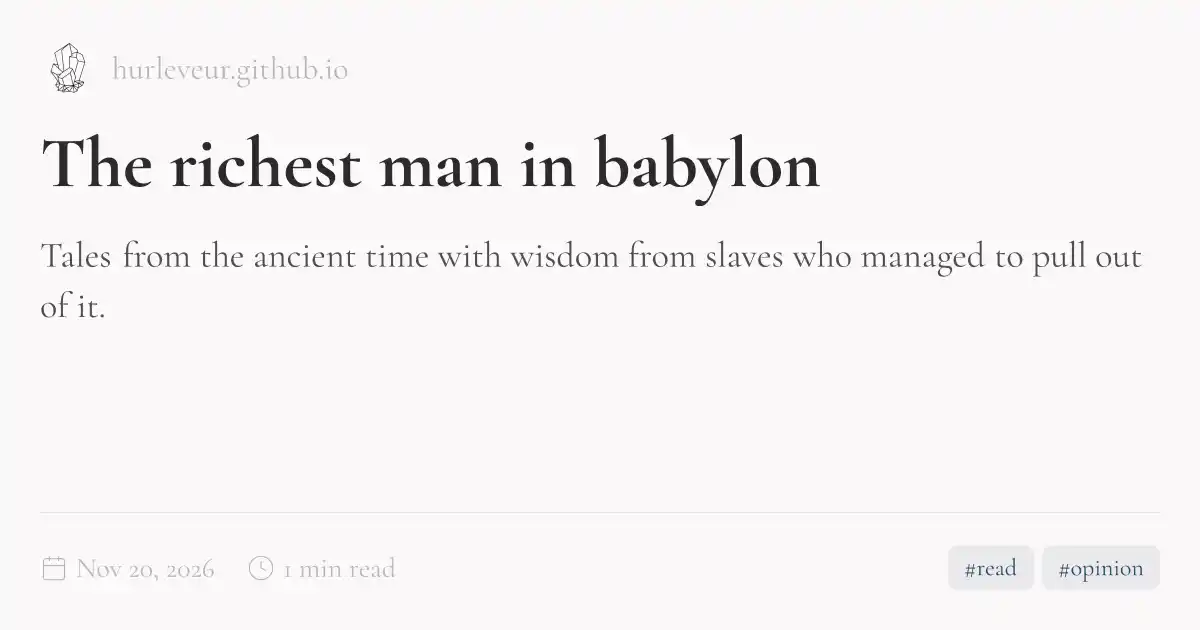 hurleveur.github.io
The richest man in babylon
Tales from the ancient time with wisdom from slaves who managed to pull out
of it.
Nov 20, 2026 1 min read #read #opinion